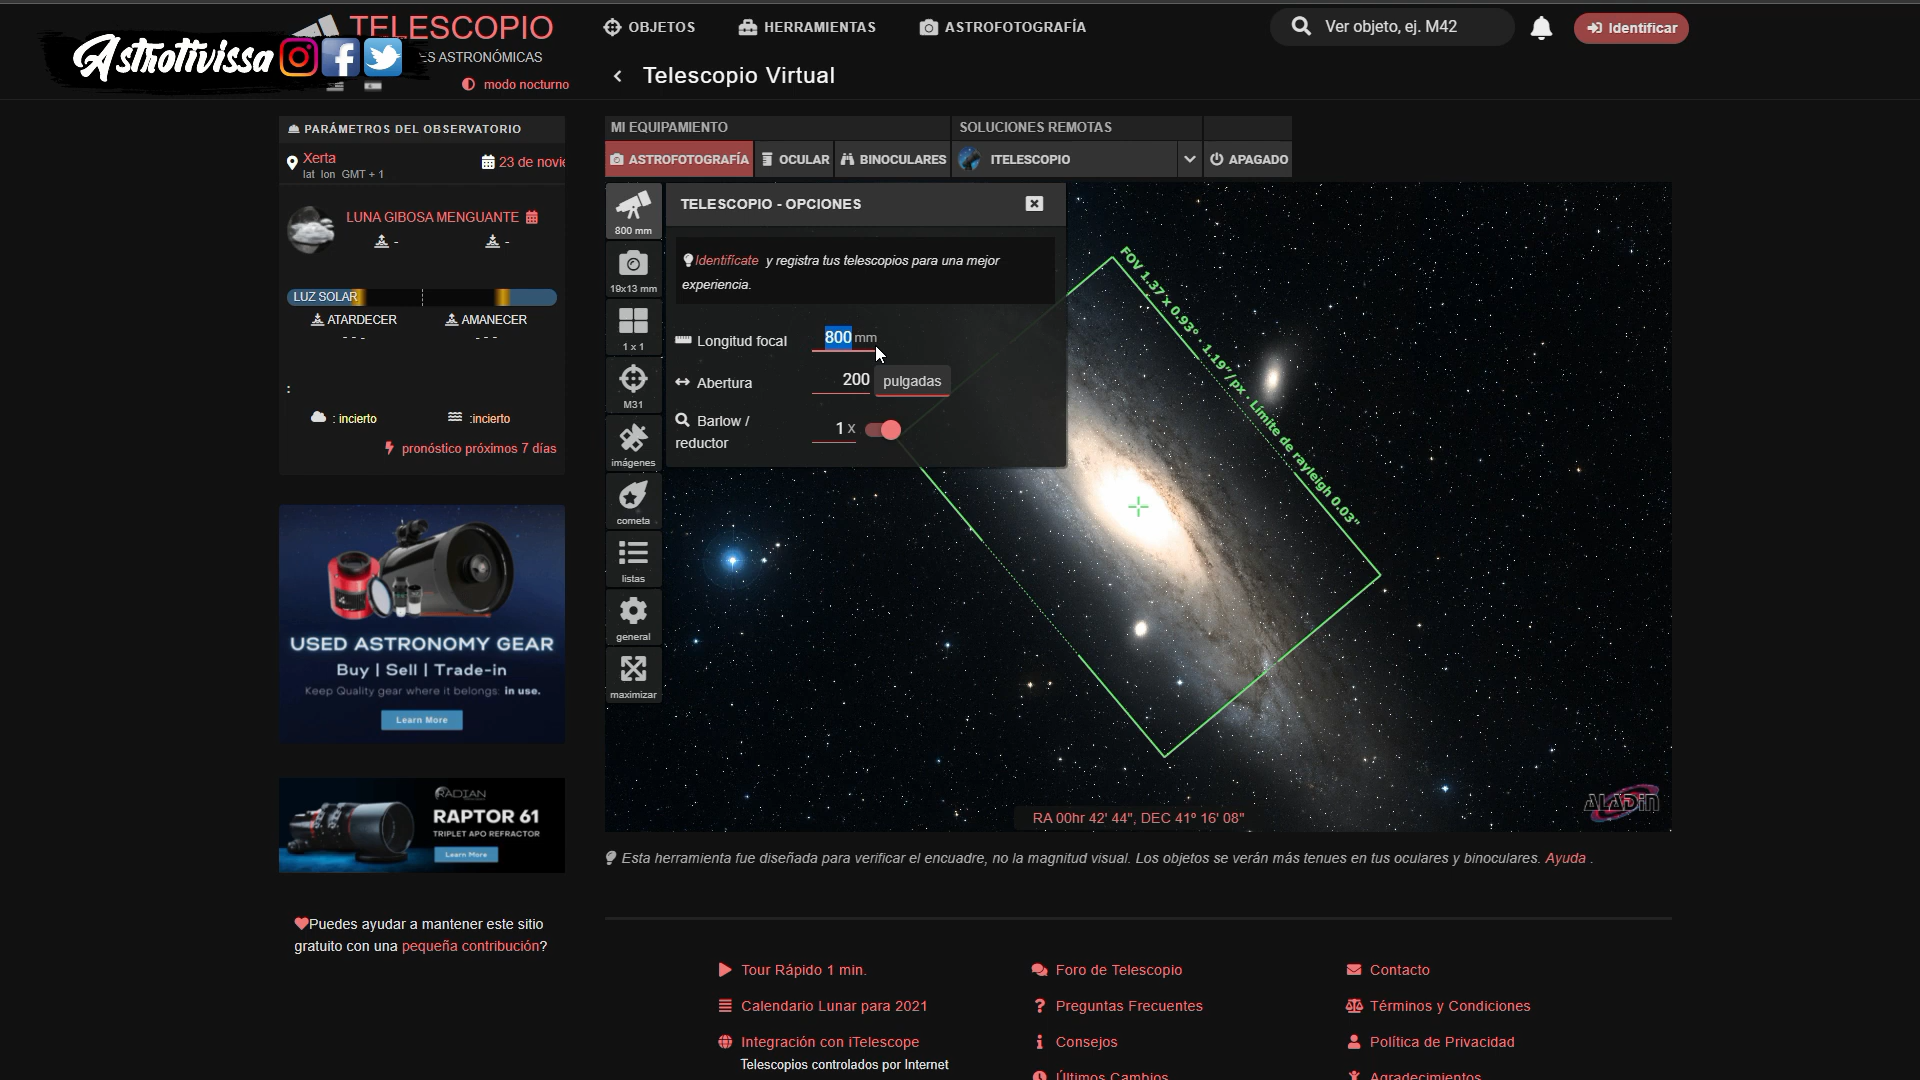 TELESCOPIO
Astrotivissa
ES ASTRONÓMICAS
modo nocturno
OBJETOS
HERRAMIENTAS
ASTROFOTOGRAFÍA
Ver objeto, ej. M42
Identificar
Telescopio Virtual
PARÁMETROS DEL OBSERVATORIO
Xerta
23 de novie
lat lon GMT + 1
LUNA GIBOSA MENGUANTE
- -
LUZ SOLAR
ATARDECER AMANECER
- - - - - -
:
: incierto :incierto
pronóstico próximos 7 días
USED ASTRONOMY GEAR
Buy | Sell | Trade-in
Keep Quality gear where it belongs: in use.
Learn More
RADIAN
RAPTOR 61
TRIPLET APO REFRACTOR
Learn More
Puedes ayudar a mantener este sitio
gratuito con una pequeña contribución?
MI EQUIPAMIENTO
SOLUCIONES REMOTAS
ASTROFOTOGRAFÍA
OCULAR
BINOCULARES
ITELESCOPIO
APAGADO
800 mm
19x13 mm
1 x 1
M31
imágenes
cometa
listas
general
maximizar
TELESCOPIO - OPCIONES
Identifícate y registra tus telescopios para una mejor
experiencia.
Longitud focal 800 mm
Abertura 200 pulgadas
Barlow /
reductor 1 x
FOV 1.37 x 0.93° · 1.19"/px · Límite de rayleigh 0.03"
RA 00hr 42' 44", DEC 41º 16' 08"
ALADiN
Esta herramienta fue diseñada para verificar el encuadre, no la magnitud visual. Los objetos se verán más tenues en tus oculares y binoculares. Ayuda .
Tour Rápido 1 min.
Calendario Lunar para 2021
Integración con iTelescope
Telescopios controlados por Internet
Foro de Telescopio
Preguntas Frecuentes
Consejos
Últimos Cambios
Contacto
Términos y Condiciones
Política de Privacidad
Agradecimientos